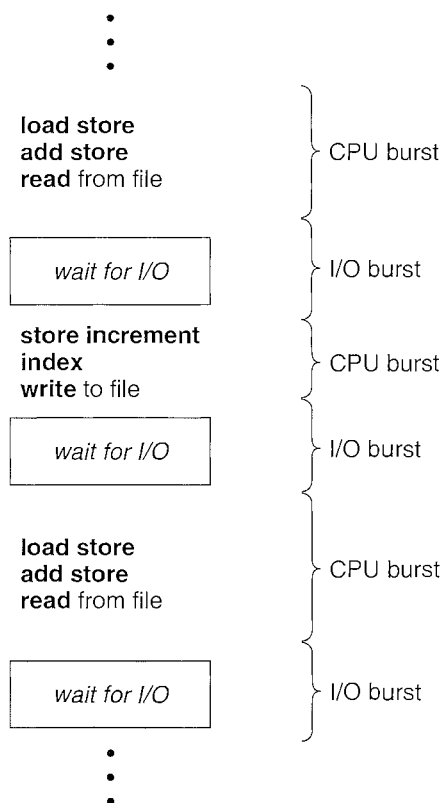 load store
add store
read from file
CPU burst
wait for I/O
I/O burst
store increment
index
write to file
CPU burst
wait for I/O
I/O burst
load store
add store
read from file
CPU burst
wait for I/O
I/O burst